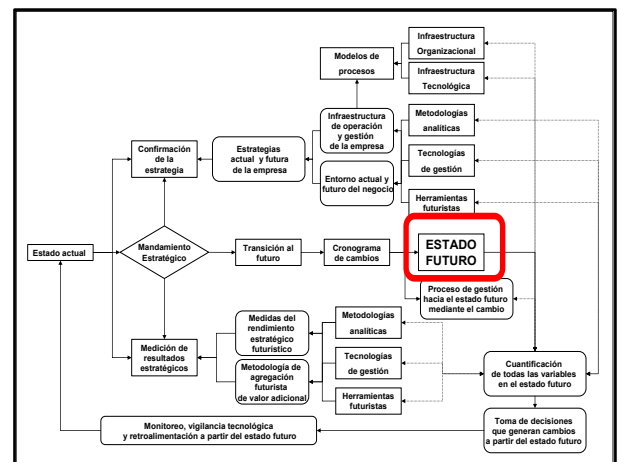 Infraestructura
Organizacional
Modelos de
procesos
Infraestructura
Tecnológica
Infraestructura
de operación
y gestión
de la empresa
Metodologías
analíticas
Confirmación
de la
estrategia
Estrategias
actual y futura
de la empresa
Tecnologías
de gestión
Entorno actual y
futuro del negocio
Herramientas
futuristas
Estado actual
Mandamiento
Estratégico
Transición al
futuro
Cronograma
de cambios
ESTADO
FUTURO
Proceso de gestión
hacia el estado futuro
mediante el cambio
Medidas del
rendimiento
estratégico
futurístico
Metodologías
analíticas
Medición de
resultados
estratégicos
Tecnologías
de gestión
Metodología de
agregación
futurista
de valor adicional
Herramientas
futuristas
Cuantificación
de todas las variables
en el estado futuro
Monitoreo, vigilancia tecnológica
y retroalimentación a partir del estado futuro
Toma de decisiones
que generan cambios
a partir del estado futuro